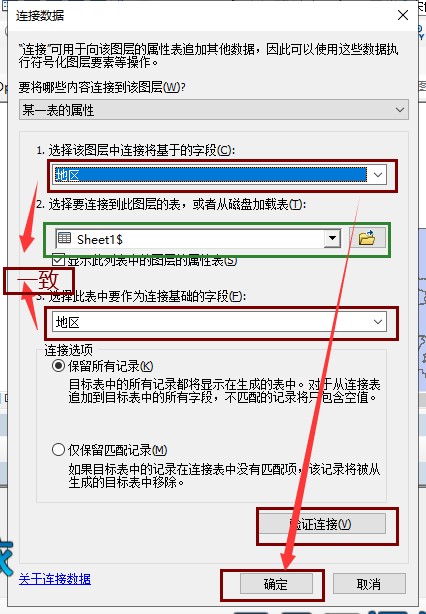 连接数据
“连接”可用于向该图层的属性表追加其他数据，因此可以使用这些数据执
行符号化图层要素等操作。
要将哪些内容连接到该图层(W)?
某一表的属性
1. 选择该图层中连接将基于的字段(C):
地区
2. 选择要连接到此图层的表，或者从磁盘加载表(T):
Sheet1$
显示此列表中的图层的属性表(S)
一致
3. 选择此表中要作为连接基础的字段(F):
地区
连接选项
保留所有记录(K)
目标表中的所有记录都将显示在生成的表中。对于从连接表
追加到目标表中的所有字段，不匹配的记录将只包含空值。
仅保留匹配记录(M)
如果目标表中的记录在连接表中没有匹配项，该记录将被从
生成的目标表中移除。
验证连接(V)
关于连接数据
确定
取消